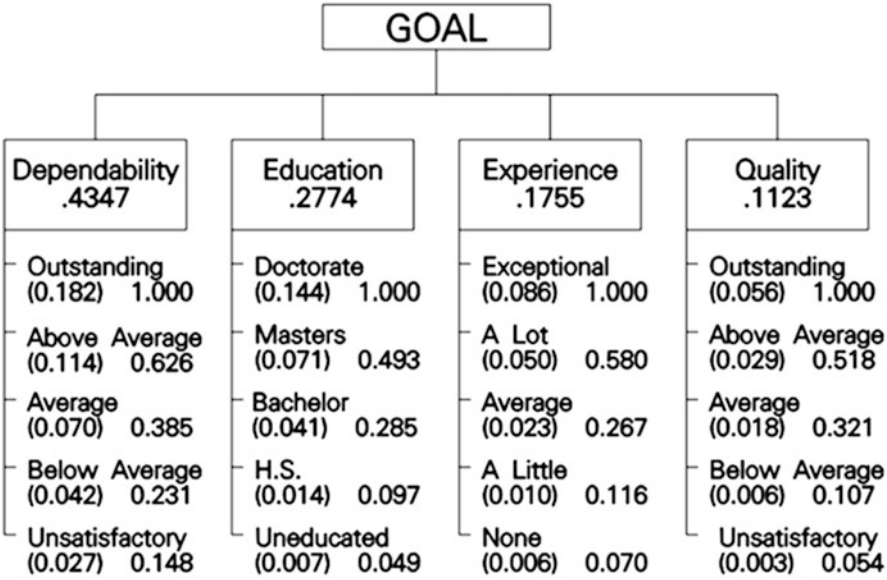 GOAL
Dependability
.4347
Outstanding
(0.182) 1.000
Above Average
(0.114) 0.626
Average
(0.070) 0.385
Below Average
(0.042) 0.231
Unsatisfactory
(0.027) 0.148
Education
.2774
Doctorate
(0.144) 1.000
Masters
(0.071) 0.493
Bachelor
(0.041) 0.285
H.S.
(0.014) 0.097
Uneducated
(0.007) 0.049
Experience
.1755
Exceptional
(0.086) 1.000
A Lot
(0.050) 0.580
Average
(0.023) 0.267
A Little
(0.010) 0.116
None
(0.006) 0.070
Quality
.1123
Outstanding
(0.056) 1.000
Above Average
(0.029) 0.518
Average
(0.018) 0.321
Below Average
(0.006) 0.107
Unsatisfactory
(0.003) 0.054